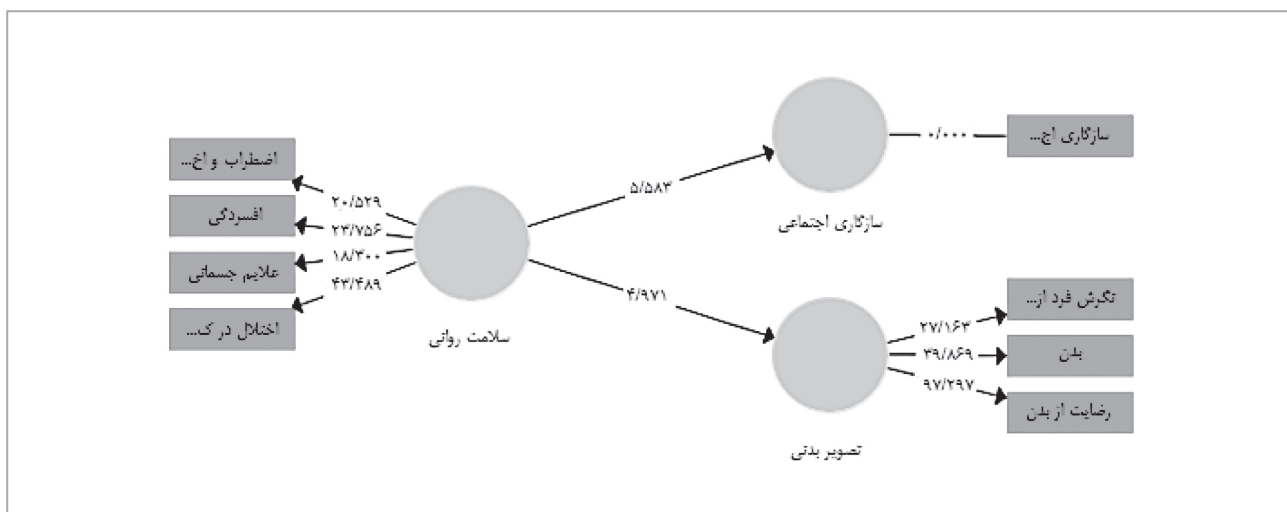 اضطراب و اخ...
افسردگی
علایم جسمانی
اختلال در ک...
۲۰/۵۲۹
۲۳/۷۵۶
۱۸/۳۰۰
۴۳/۴۸۹
سلامت روانی
۵/۵۸۳
۴/۹۷۱
سازگاری اجتماعی
۰/۰۰۰
سازگاری اج...
تصویر بدنی
۲۷/۱۶۳
۳۹/۸۶۹
۹۷/۲۹۷
نگرش فرد از...
بدن
رضایت از بدن